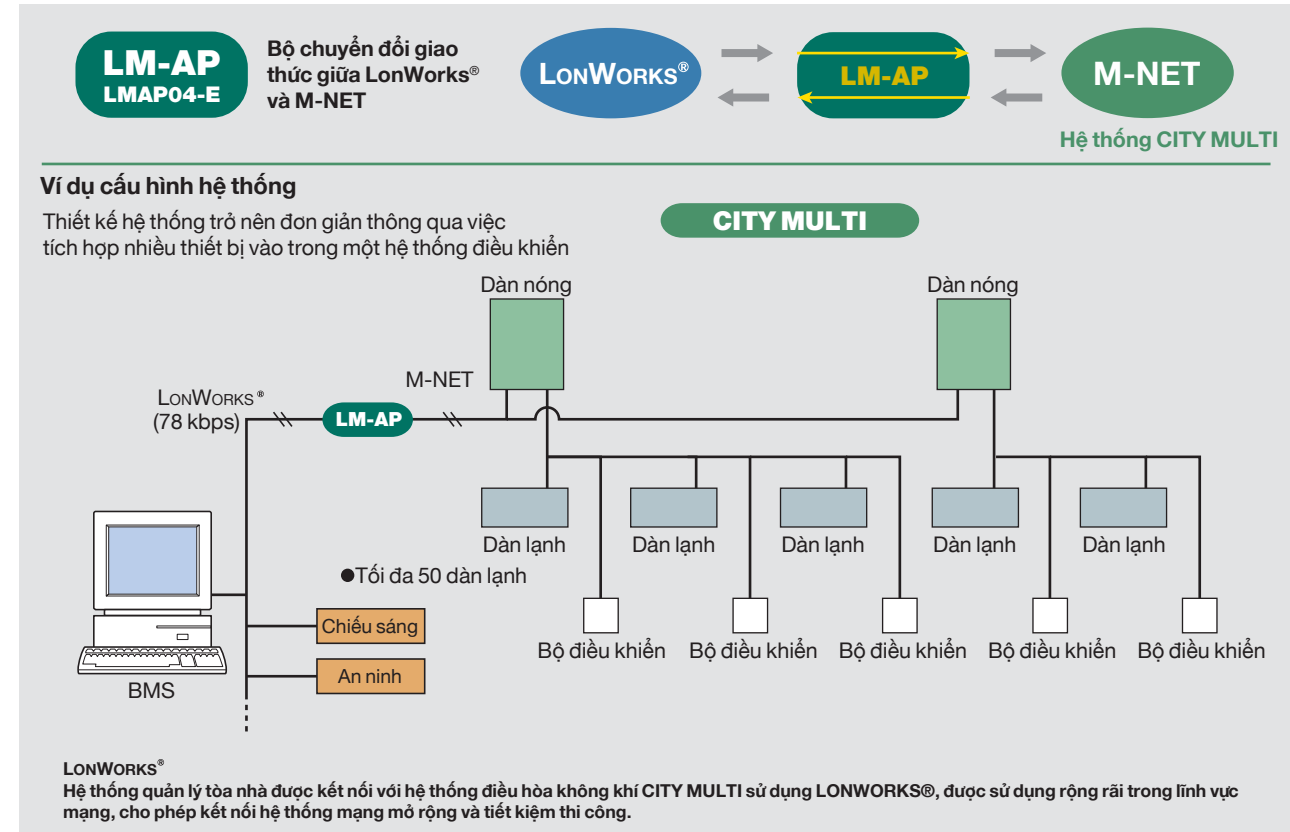 LM-AP
LMAP04-E
Bộ chuyển đổi giao
thức giữa LonWorks®
và M-NET
LONWORKS®
LM-AP
M-NET
Hệ thống CITY MULTI
Ví dụ cấu hình hệ thống
Thiết kế hệ thống trở nên đơn giản thông qua việc
tích hợp nhiều thiết bị vào trong một hệ thống điều khiển
CITY MULTI
Dàn nóng
Dàn nóng
M-NET
LONWORKS®
(78 kbps)
LM-AP
Dàn lạnh
Dàn lạnh
Dàn lạnh
Dàn lạnh
Dàn lạnh
●Tối đa 50 dàn lạnh
Chiếu sáng
An ninh
BMS
Bộ điều khiển
Bộ điều khiển
Bộ điều khiển
Bộ điều khiển
Bộ điều khiển
LONWORKS®
Hệ thống quản lý tòa nhà được kết nối với hệ thống điều hòa không khí CITY MULTI sử dụng LONWORKS®, được sử dụng rộng rãi trong lĩnh vực
mạng, cho phép kết nối hệ thống mạng mở rộng và tiết kiệm thi công.